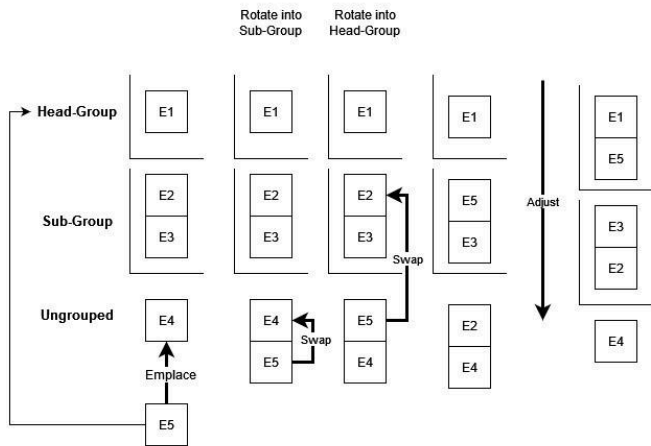 Rotate into
Sub-Group
Rotate into
Head-Group
Head-Group
E1
E1
E1
E1
E1
E5
Sub-Group
E2
E3
E2
E3
E2
E3
Swap
E5
E3
Adjust
E3
E2
Ungrouped
E4
Emplace
E5
E4
E5
Swap
E5
E4
E2
E4
E4